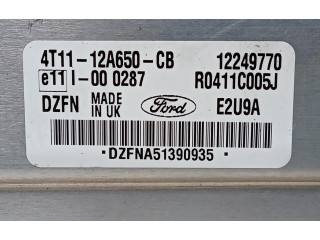 4T11-12A650-CB 12249770
e11 I-00 0287 R0411C005J
DZFN MADE IN UK Ford E2U9A
*DZFNA51390935*